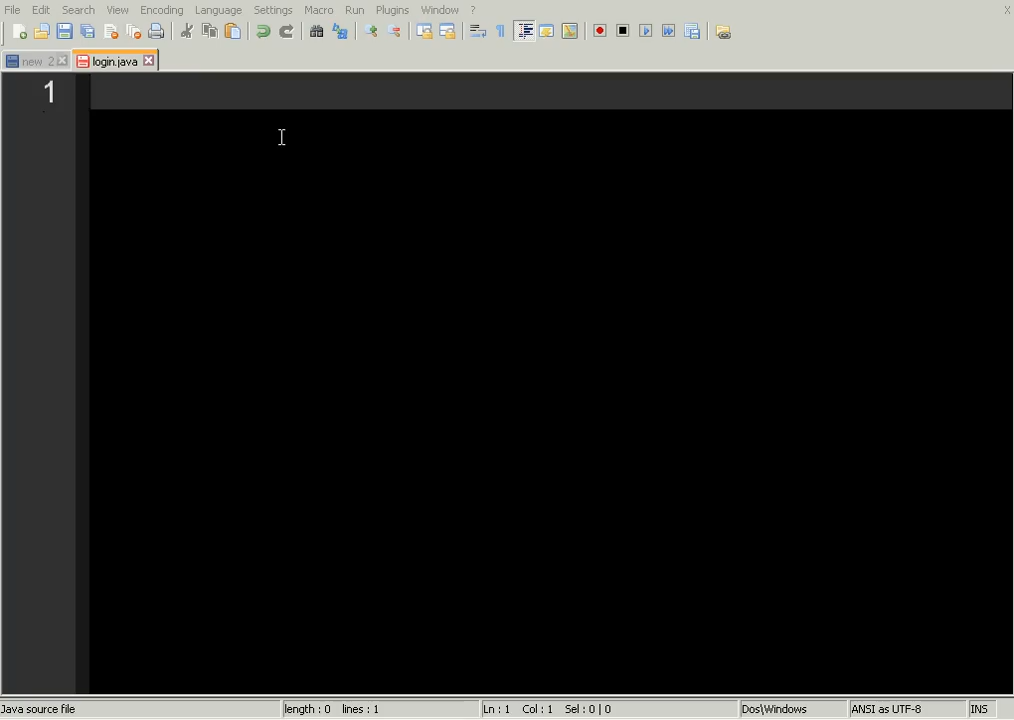 File Edit Search View Encoding Language Settings Macro Run Plugins Window ? X
new 2 login.java
1
Java source file length : 0 lines : 1 Ln : 1 Col : 1 Sel : 0 | 0 Dos\Windows ANSI as UTF-8 INS